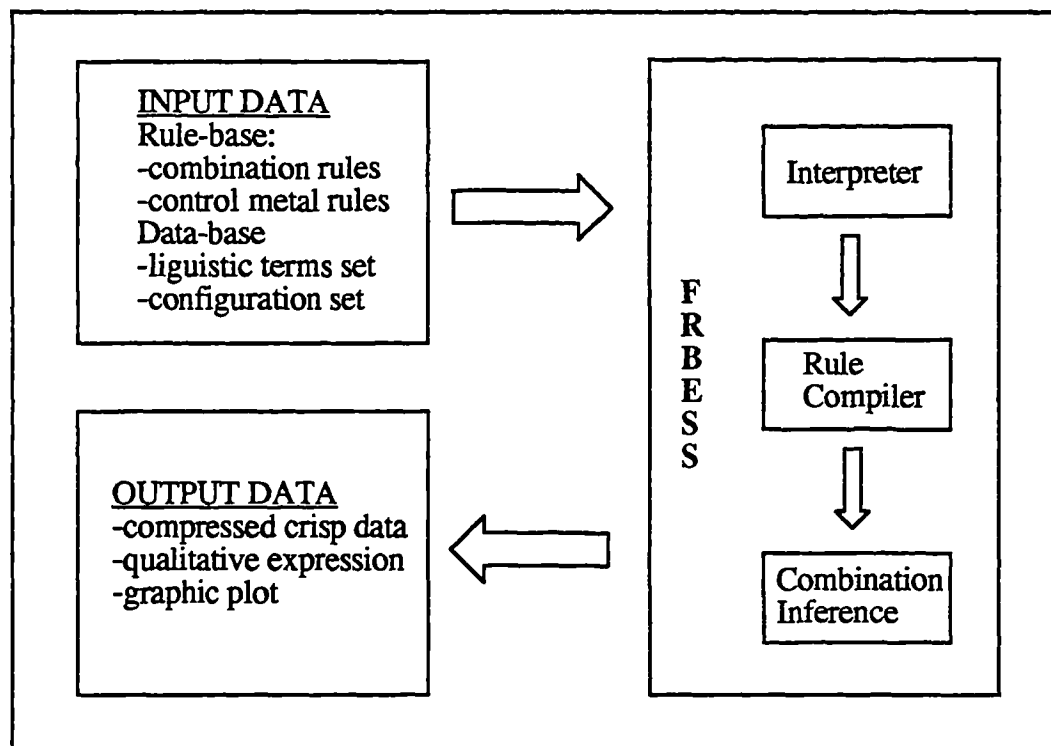 INPUT DATA
Rule-base:
-combination rules
-control metal rules
Data-base
-liguistic terms set
-configuration set
OUTPUT DATA
-compressed crisp data
-qualitative expression
-graphic plot
F
R
B
E
S
S
Interpreter
Rule
Compiler
Combination
Inference